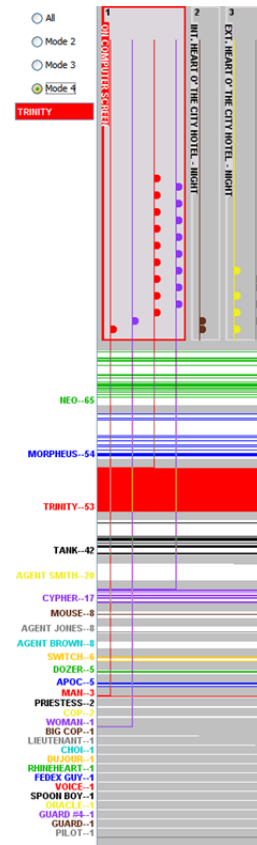 All
Mode 2
Mode 3
Mode 4
TRINITY
1
ON COMPUTER SCREEN
2
INT. HEART O' THE CITY HOTEL - NIGHT
3
EXT. HEART O' THE CITY HOTEL - NIGHT
NEO--65
MORPHEUS--54
TRINITY--53
TANK--42
AGENT SMITH--20
CYPHER--17
MOUSE--8
AGENT JONES--8
AGENT BROWN--8
SWITCH--6
DOZER--5
APOC--5
MAN--3
PRIESTESS--2
COP--2
WOMAN--1
BIG COP--1
LIEUTENANT--1
CHOI--1
DUJOUR--1
RHINEHEART--1
FEDEX GUY--1
VOICE--1
SPOON BOY--1
ORACLE--1
GUARD #4--1
GUARD--1
PILOT--1